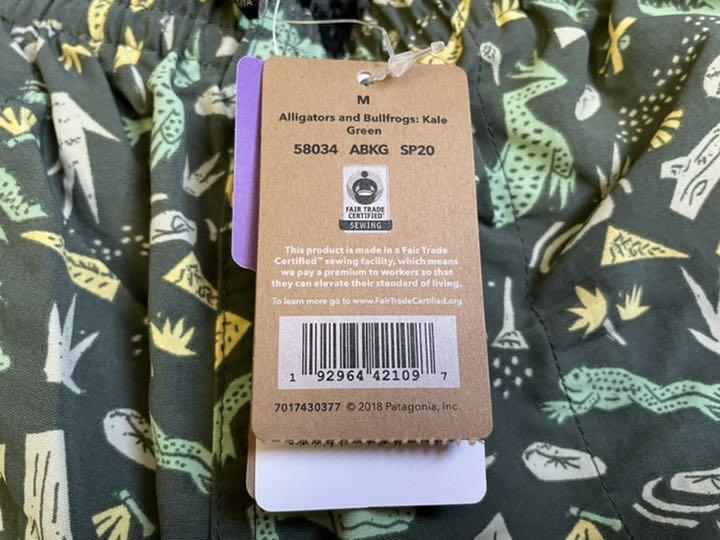 M
Alligators and Bullfrogs: Kale
Green
58034 ABKG SP20
FAIR TRADE
CERTIFIED™
SEWING
This product is made in a Fair Trade
Certified™ sewing facility, which means
we pay a premium to workers so that
they can elevate their standard of living.
To learn more go to www.FairTradeCertified.org
1 92964 42109 7
7017430377 © 2018 Patagonia, Inc.